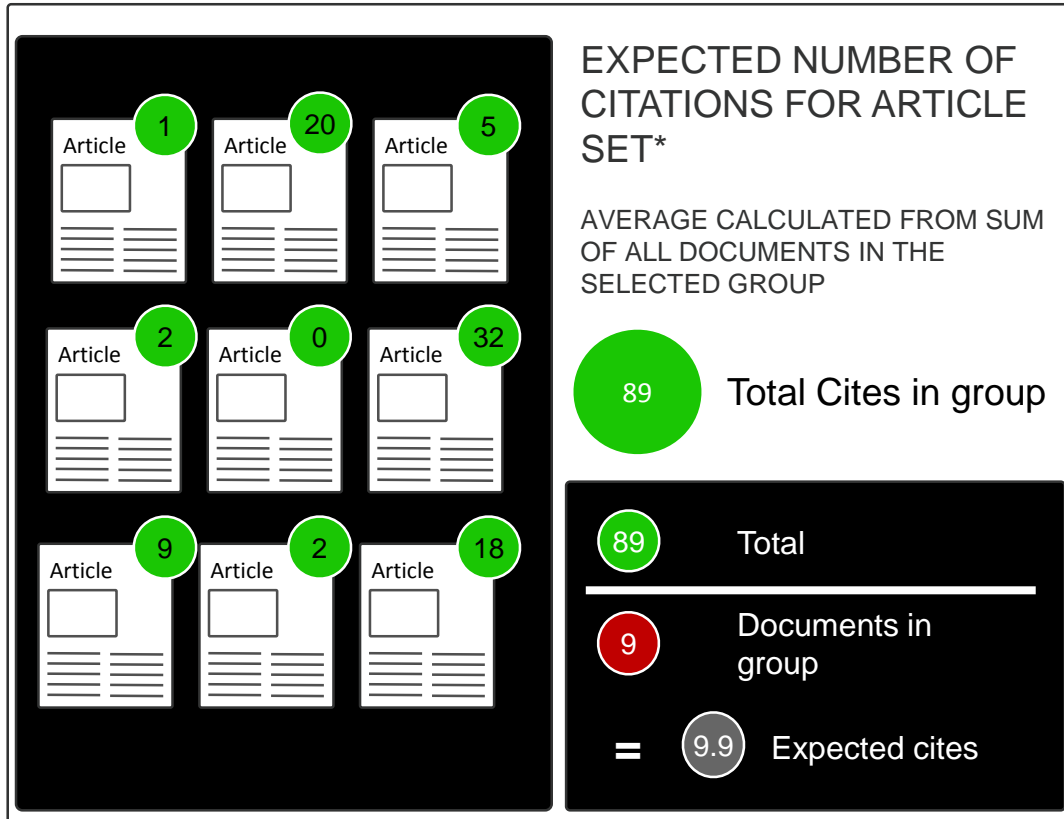 1
20
5
Article
Article
Article
2
0
32
Article
Article
Article
9
2
18
Article
Article
Article
EXPECTED NUMBER OF
CITATIONS FOR ARTICLE
SET*
AVERAGE CALCULATED FROM SUM
OF ALL DOCUMENTS IN THE
SELECTED GROUP
89 Total Cites in group
89 Total
9 Documents in
group
= 9.9 Expected cites